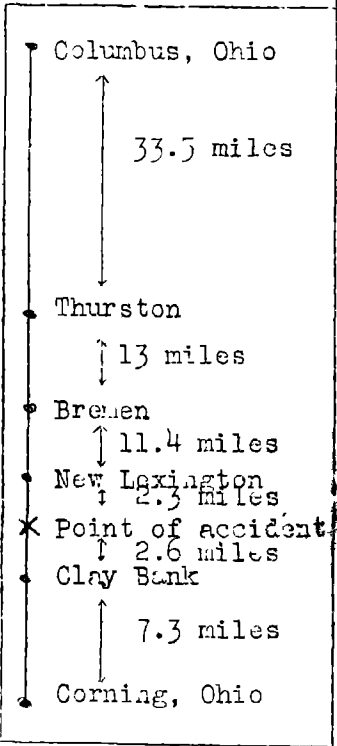 Columbus, Ohio
33.5 miles
Thurston
13 miles
Bremen
11.4 miles
New Lexington
2.3 miles
Point of accident
2.6 miles
Clay Bank
7.3 miles
Corning, Ohio